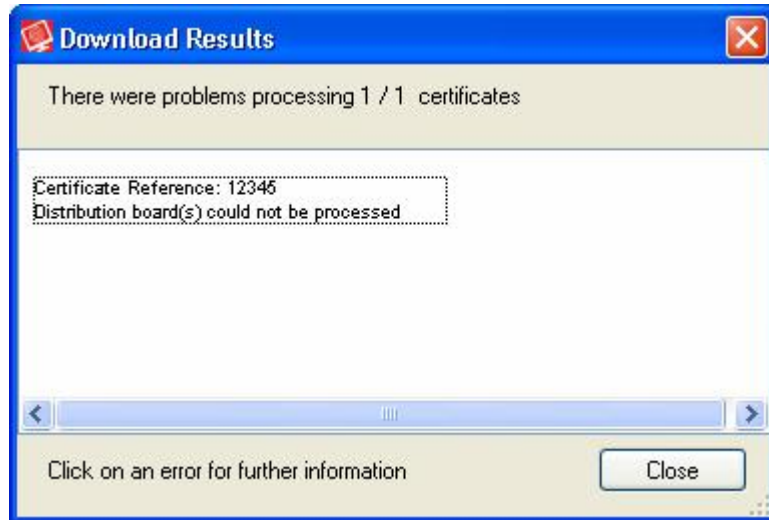 Download Results
There were problems processing 1 / 1 certificates
Certificate Reference: 12345
Distribution board(s) could not be processed
Click on an error for further information
Close